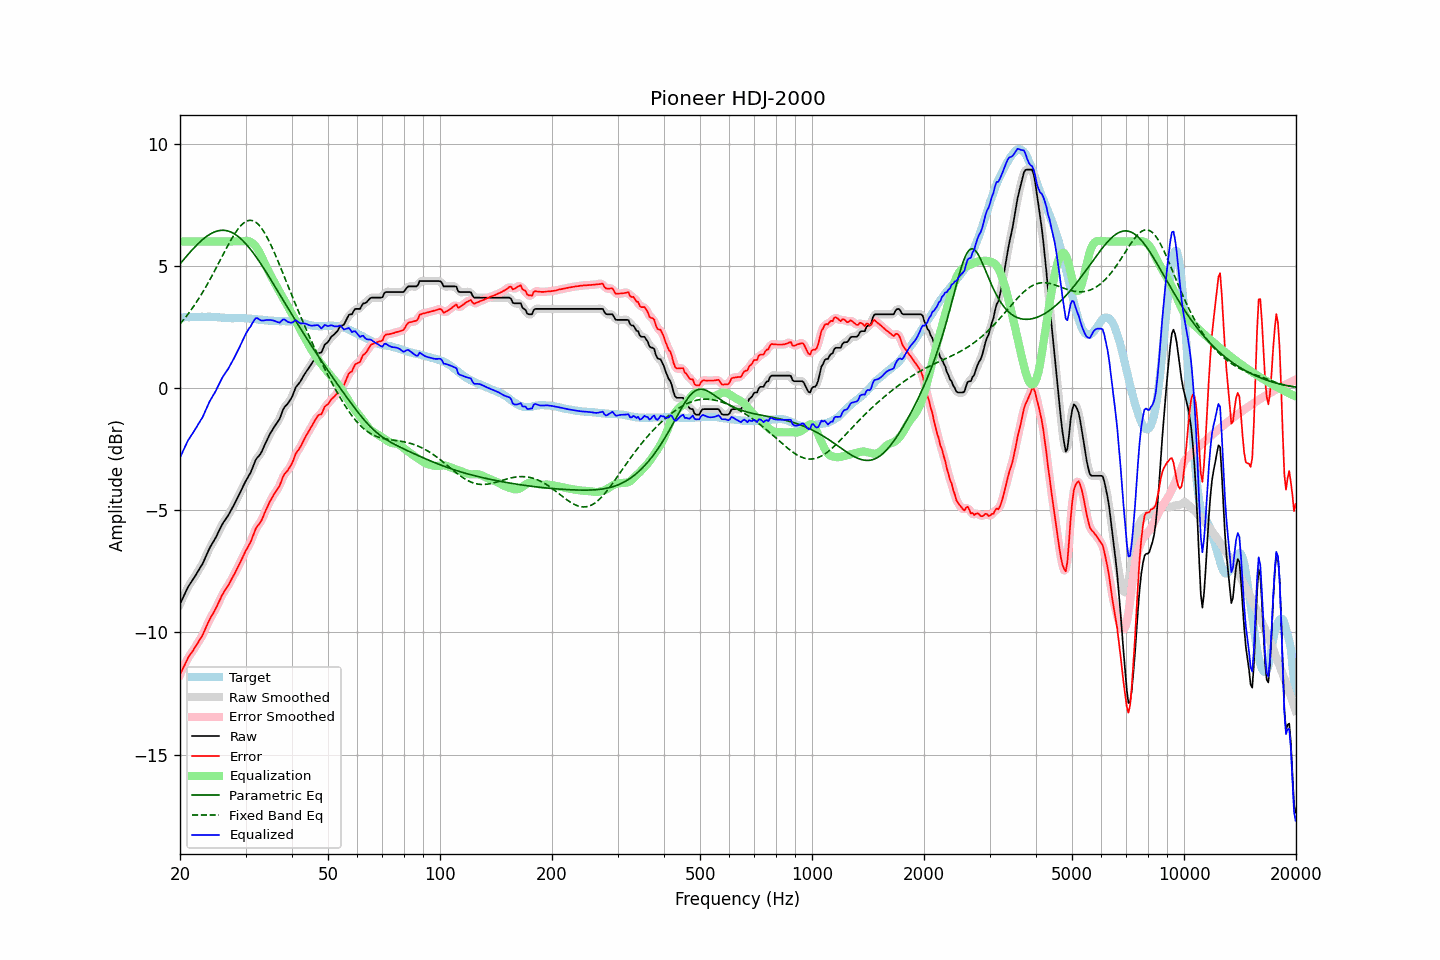 Pioneer HDJ-2000
Amplitude (dBr)
10
5
0
−5
−10
−15
Target
Raw Smoothed
Error Smoothed
Raw
Error
Equalization
Parametric Eq
Fixed Band Eq
Equalized
20 50 100 200 500 1000 2000 5000 10000 20000
Frequency (Hz)